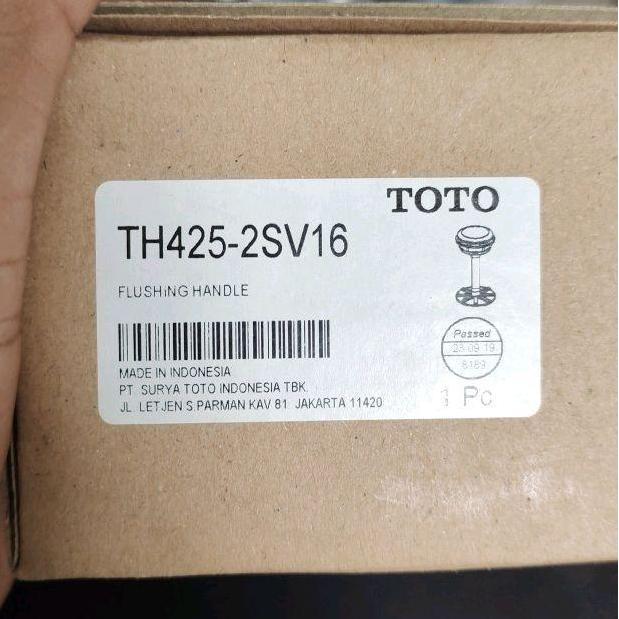 TOTO
TH425-2SV16
FLUSHiNG HANDLE
Passed
23.09.19
8189
MADE IN INDONESIA
PT. SURYA TOTO INDONESIA TBK.
JL. LETJEN S.PARMAN KAV 81 JAKARTA 11420
1 Pc